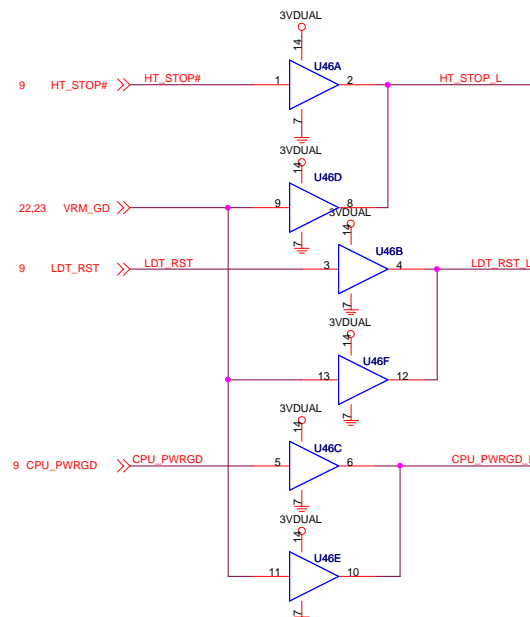 3VDUAL
14
U46A
9 HT_STOP# HT_STOP# 1 2 HT_STOP_L
7
3VDUAL
14
U46D
22,23 VRM_GD 9 8
7
3VDUAL
14
U46B
9 LDT_RST LDT_RST 3 4 LDT_RST_L
7
3VDUAL
14
U46F
13 12
7
3VDUAL
14
U46C
9 CPU_PWRGD CPU_PWRGD 5 6 CPU_PWRGD_
7
3VDUAL
14
U46E
11 10
7